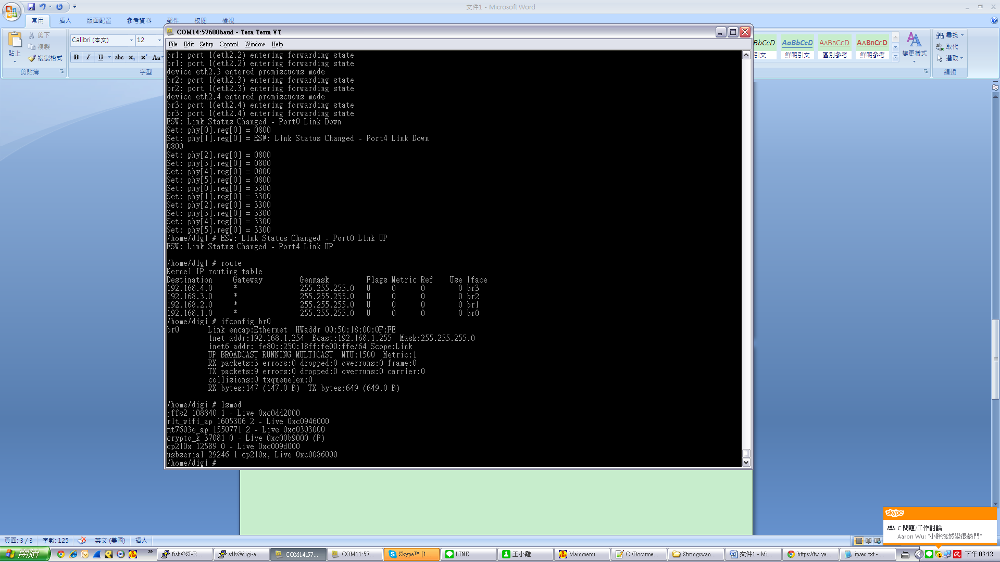 文件1 - Microsoft Word
常用 插入 版面配置 參考資料 郵件 校閱 檢視
貼上
剪下
複製
複製格式
剪貼簿
Calibri (本文) 12
B I U abe X₂ X² Aa
字型
BbCcD AaBbCcD AABBCCD AABBCCD
引文 鮮明引文 區別參考 鮮明參考
變更樣式
尋找
取代
選取
編輯
COM14:57600baud - Tera Term VT
File Edit Setup Control Window Help
br1: port 1(eth2.2) entering forwarding state
br1: port 1(eth2.2) entering forwarding state
device eth2.3 entered promiscuous mode
br2: port 1(eth2.3) entering forwarding state
br2: port 1(eth2.3) entering forwarding state
device eth2.4 entered promiscuous mode
br3: port 1(eth2.4) entering forwarding state
br3: port 1(eth2.4) entering forwarding state
ESW: Link Status Changed - Port0 Link Down
Set: phy[0].reg[0] = 0800
Set: phy[1].reg[0] = ESW: Link Status Changed - Port4 Link Down
0800
Set: phy[2].reg[0] = 0800
Set: phy[3].reg[0] = 0800
Set: phy[4].reg[0] = 0800
Set: phy[5].reg[0] = 0800
Set: phy[0].reg[0] = 3300
Set: phy[1].reg[0] = 3300
Set: phy[2].reg[0] = 3300
Set: phy[3].reg[0] = 3300
Set: phy[4].reg[0] = 3300
Set: phy[5].reg[0] = 3300
/home/digi # ESW: Link Status Changed - Port0 Link UP
ESW: Link Status Changed - Port4 Link UP
/home/digi # route
Kernel IP routing table
Destination Gateway Genmask Flags Metric Ref Use Iface
192.168.4.0 * 255.255.255.0 U 0 0 0 br3
192.168.3.0 * 255.255.255.0 U 0 0 0 br2
192.168.2.0 * 255.255.255.0 U 0 0 0 br1
192.168.1.0 * 255.255.255.0 U 0 0 0 br0
/home/digi # ifconfig br0
br0 Link encap:Ethernet HWaddr 00:50:18:00:0F:FE
inet addr:192.168.1.254 Bcast:192.168.1.255 Mask:255.255.255.0
inet6 addr: fe80::250:18ff:fe00:ffe/64 Scope:Link
UP BROADCAST RUNNING MULTICAST MTU:1500 Metric:1
RX packets:3 errors:0 dropped:0 overruns:0 frame:0
TX packets:9 errors:0 dropped:0 overruns:0 carrier:0
collisions:0 txqueuelen:0
RX bytes:147 (147.0 B) TX bytes:649 (649.0 B)
/home/digi # lsmod
jffs2 108840 1 - Live 0xc0dd2000
rlt_wifi_ap 1605306 2 - Live 0xc0946000
mt7603e_ap 1550771 2 - Live 0xc0303000
crypto_k 37081 0 - Live 0xc00b9000 (P)
cp210x 12589 0 - Live 0xc009d000
usbserial 29246 1 cp210x, Live 0xc0086000
/home/digi #
skype
C 問題/工作討論
Aaron Wu: "小胖忽然變很熱門"
頁面: 3 / 3 字數: 125 英文 (美國) 插入
開始 fish@SI-R... sdk@digi-a... COM14:57... COM11:57... Skype™ [1... LINE 王小雞 Mainmenu C:\Docume... Strongswan... 文件1 - Mi... https://tw.ya... ipsec.txt - ... 下午 03:12